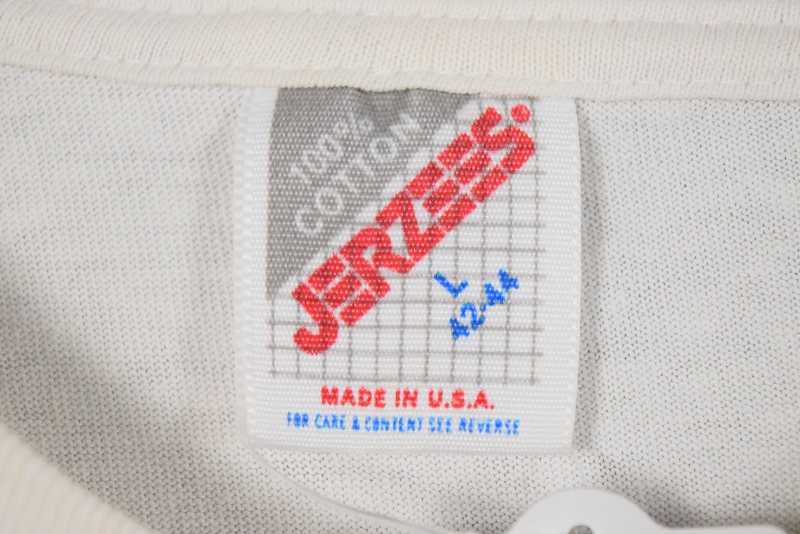 100%
COTTON
JERZEES.
L
42-44
MADE IN U.S.A.
FOR CARE & CONTENT SEE REVERSE